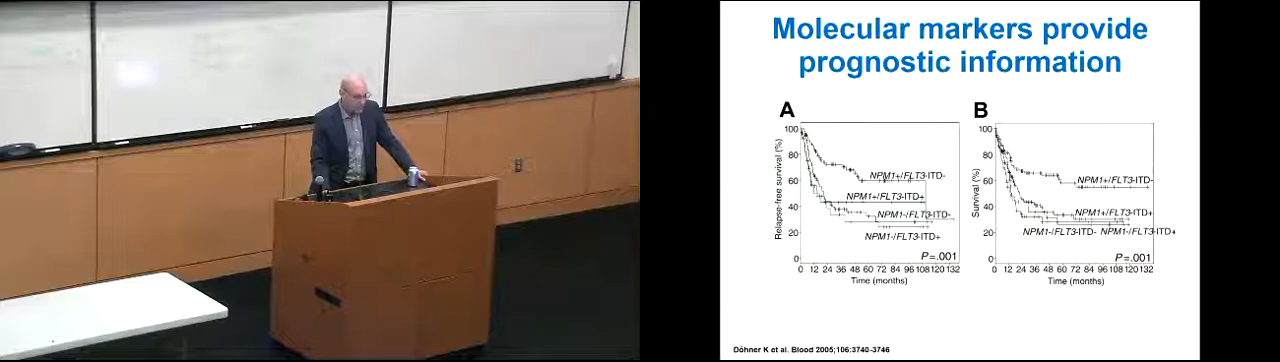 Molecular markers provide
prognostic information
A
B
Relapse-free survival (%)
100
80
60
40
20
0
NPM1+/FLT3-ITD-
NPM1+/FLT3-ITD+
NPM1-/FLT3-ITD-
NPM1-/FLT3-ITD+
P=.001
0 12 24 36 48 60 72 84 96 108 120 132
Time (months)
Survival (%)
100
80
60
40
20
0
NPM1+/FLT3-ITD-
NPM1+/FLT3-ITD+
NPM1-/FLT3-ITD- NPM1-/FLT3-ITD+
P=.001
0 12 24 36 48 60 72 84 96 108 120 132
Time (months)
Döhner K et al. Blood 2005;106:3740-3746